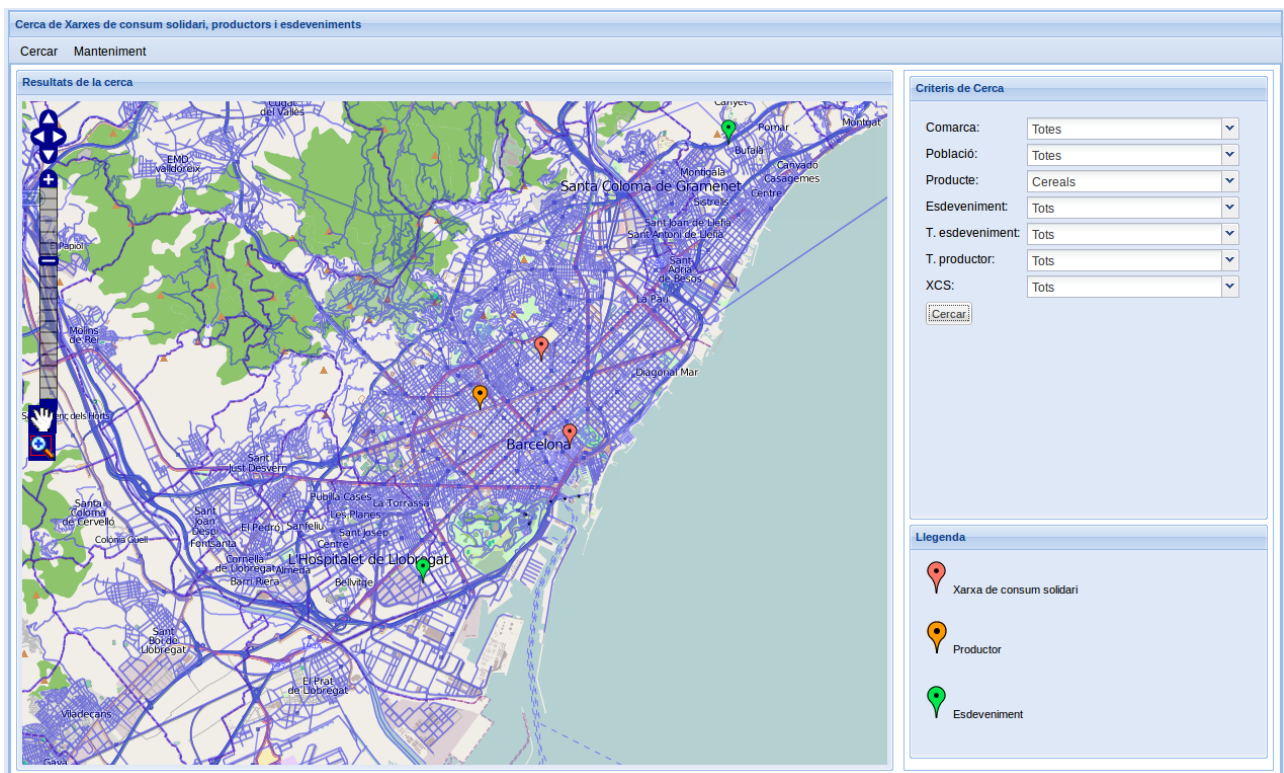 Cerca de Xarxes de consum solidari, productors i esdeveniments
Cercar Manteniment
Resultats de la cerca
Cugat
del Vallès
EMD
Valldoreix
El Papiol
Molins
de Rei
Canyet
Pomar
Montgat
Bufalà
Montigalà
Canyadó
Casagemes
Santa Coloma de Gramenet
Centre
Sistrells
Sant Joan de Llefià
Sant Antoni de Llefià
Sant
Adrià
de Besòs
La Pau
Diagonal Mar
Barcelona
Sant
Just Desvern
Santa
Coloma
de Cervelló
Colònia Güell
Sant
Joan
Despí
FontSanta
El Pedró
Sanfeliu
Pubilla Cases
La Torrassa
Les Planes
Sant Josep
Centre
Cornellà
de Llobregat
Almeda
L'Hospitalet de Llobregat
Barri Riera
Bellvitge
Sant
Boi de
Llobregat
El Prat
de Llobregat
Viladecans
Gavà
Criteris de Cerca
Comarca: Totes
Població: Totes
Producte: Cereals
Esdeveniment: Tots
T. esdeveniment: Tots
T. productor: Tots
XCS: Tots
Cercar
Llegenda
Xarxa de consum solidari
Productor
Esdeveniment